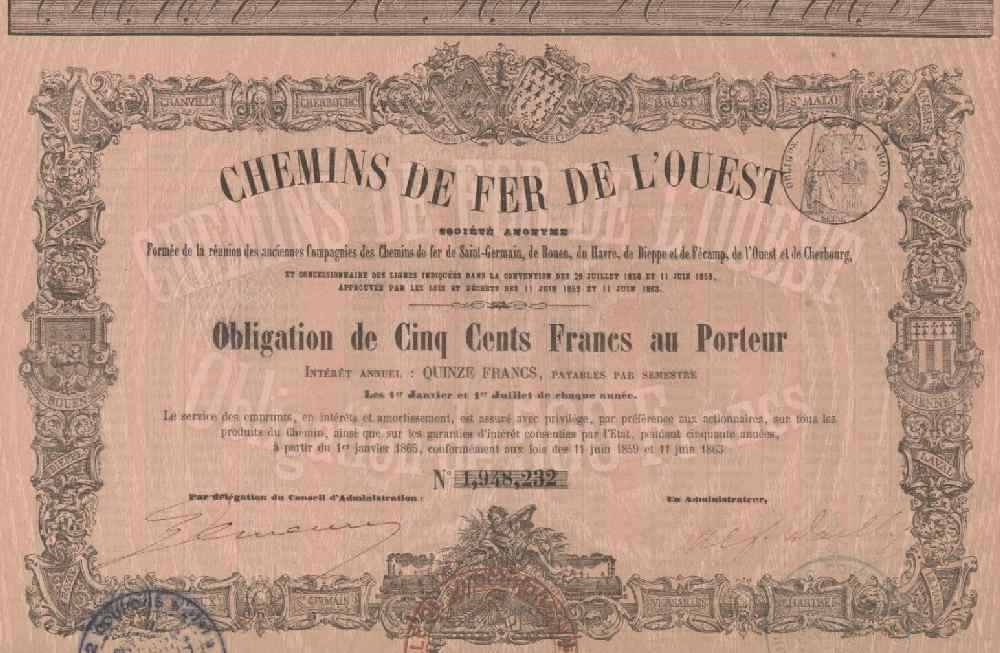 GRANVILLE
CHERBOURG
BREST
St MALO
CHEMINS DE FER DE L'OUEST
SOCIÉTÉ ANONYME
Formée de la réunion des anciennes Compagnies des Chemins de fer de Saint-Germain, de Rouen, du Havre, de Dieppe et de Fécamp, de l'Ouest et de Cherbourg,
ET CONCESSIONNAIRE DES LIGNES INDIQUÉES DANS LA CONVENTION DES 29 JUILLET 1858 ET 11 JUIN 1859,
APPROUVÉE PAR LES LOIS ET DÉCRETS DES 11 JUIN 1859 ET 11 JUIN 1863.
Obligation de Cinq Cents Francs au Porteur
INTÉRÊT ANNUEL : QUINZE FRANCS, PAYABLES PAR SEMESTRE
Les 1er Janvier et 1er Juillet de chaque année.
Le service des emprunts, en intérêts et amortissement, est assuré avec privilége, par préférence aux actionnaires, sur tous les
produits du Chemin, ainsi que sur les garanties d'intérêt consenties par l'Etat, pendant cinquante années,
à partir du 1er janvier 1865, conformément aux lois des 11 juin 1859 et 11 juin 1863
N° 1,948,232
Par délégation du Conseil d'Administration :
Un Administrateur,
ROUEN
RENNES
LAVAL
St GERMAIN
VERSAILLES
CHARTRES